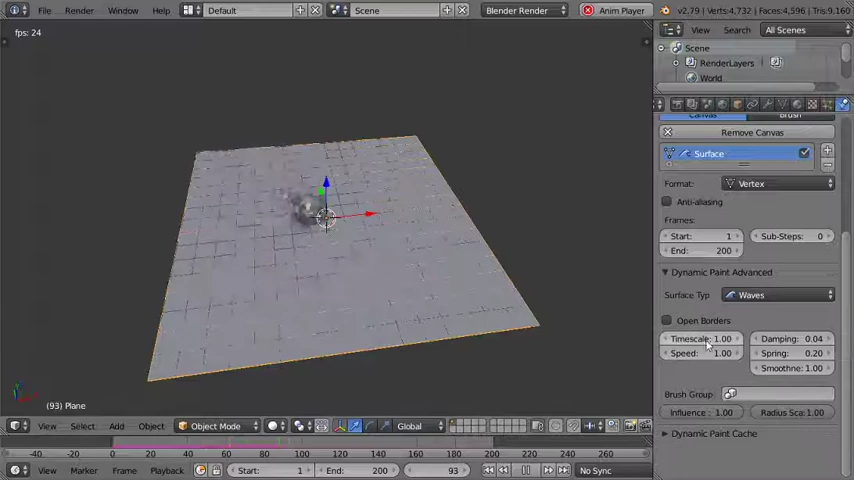 File Render Window Help Default Scene Blender Render Anim Player v2.79 | Verts:4,732 | Faces:4,596 | Tris:9,160
fps: 24
View Search All Scenes
Scene
RenderLayers
World
Canvas Brush
Remove Canvas
Surface
Format: Vertex
Anti-aliasing
Frames:
Start: 1 Sub-Steps: 0
End: 200
Dynamic Paint Advanced
Surface Typ Waves
Open Borders
Timescale: 1.00 Damping: 0.04
Speed: 1.00 Spring: 0.20
Smoothne: 1.00
Brush Group:
Influence : 1.00 Radius Sca: 1.00
Dynamic Paint Cache
(93) Plane
View Select Add Object Object Mode Global
-40 -20 0 20 40 60 80 100 120 140 160 180 200 220 240 260
View Marker Frame Playback Start: 1 End: 200 93 No Sync